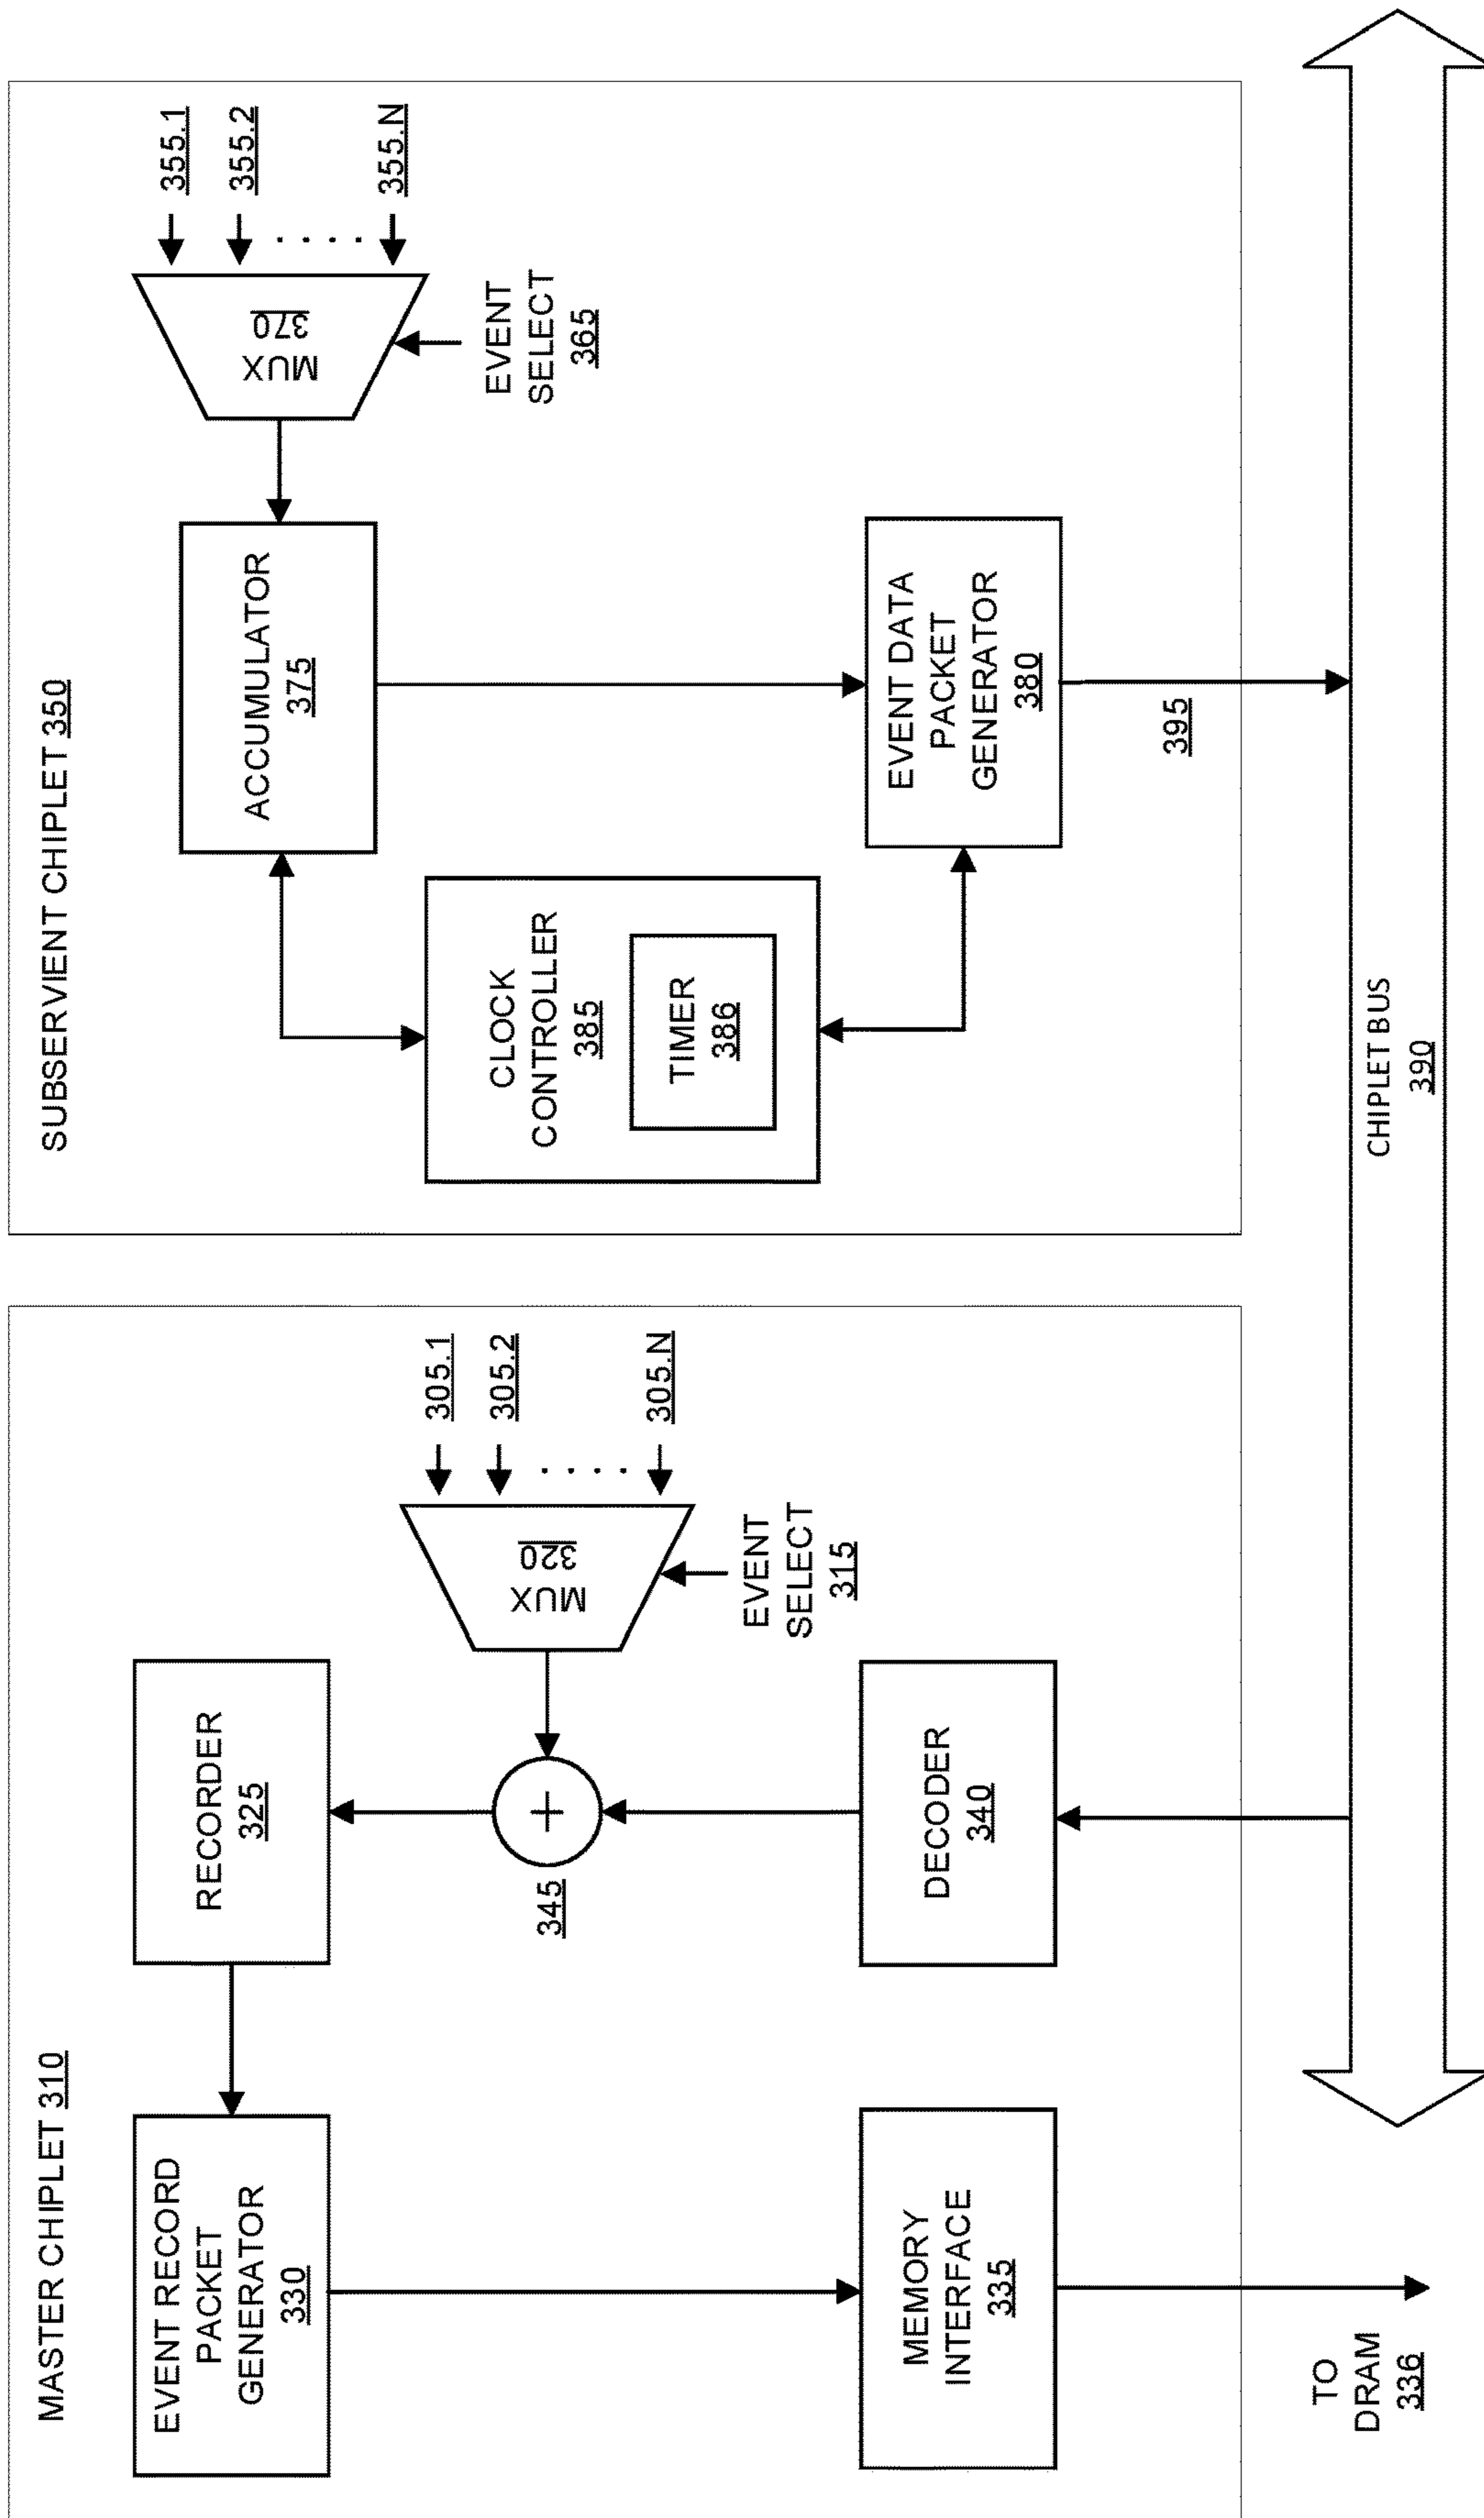 MASTER CHIPLET 310
EVENT RECORD
PACKET
GENERATOR
330
RECORDER
325
345
MUX
320
305.1
305.2
. . . .
305.N
EVENT
SELECT
315
MEMORY
INTERFACE
335
DECODER
340
TO
DRAM
336
SUBSERVIENT CHIPLET 350
ACCUMULATOR
375
MUX
370
355.1
355.2
. . . .
355.N
EVENT
SELECT
365
CLOCK
CONTROLLER
385
TIMER
386
EVENT DATA
PACKET
GENERATOR
380
395
CHIPLET BUS
390